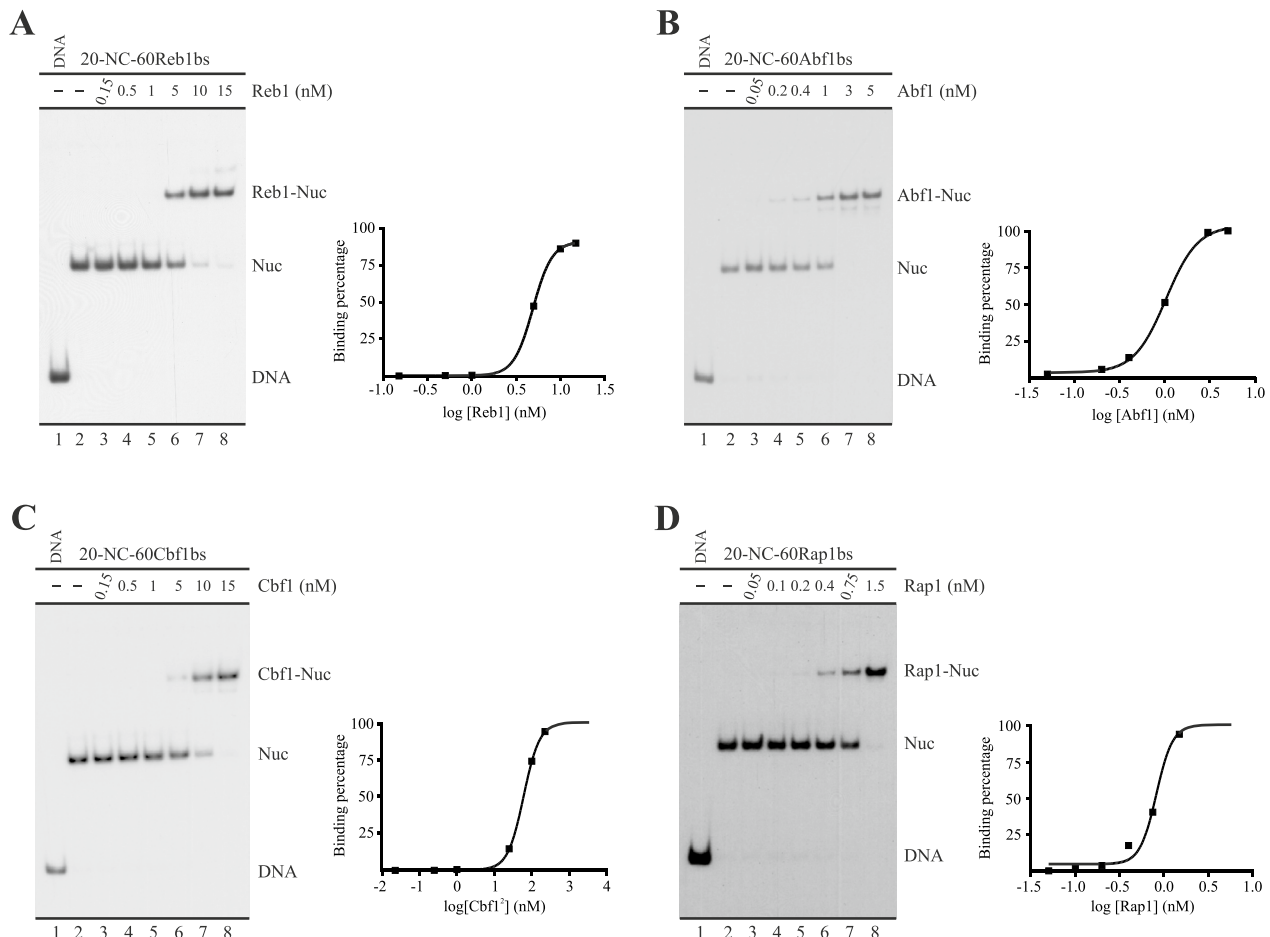 A
DNA
20-NC-60Reb1bs
– – 0.15 0.5 1 5 10 15 Reb1 (nM)
Reb1-Nuc
Nuc
DNA
1 2 3 4 5 6 7 8
Binding percentage
100
75
50
25
-1.0 -0.5 0.0 0.5 1.0 1.5
log [Reb1] (nM)
B
DNA
20-NC-60Abf1bs
– – 0.05 0.2 0.4 1 3 5 Abf1 (nM)
Abf1-Nuc
Nuc
DNA
1 2 3 4 5 6 7 8
Binding percentage
100
75
50
25
-1.5 -1.0 -0.5 0.0 0.5 1.0
log [Abf1] (nM)
C
DNA
20-NC-60Cbf1bs
– – 0.15 0.5 1 5 10 15 Cbf1 (nM)
Cbf1-Nuc
Nuc
DNA
1 2 3 4 5 6 7 8
Binding percentage
100
75
50
25
-2 -1 0 1 2 3 4
log[Cbf1²] (nM)
D
DNA
20-NC-60Rap1bs
– – 0.05 0.1 0.2 0.4 0.75 1.5 Rap1 (nM)
Rap1-Nuc
Nuc
DNA
1 2 3 4 5 6 7 8
Binding percentage
100
75
50
25
-1.5 -1.0 -0.5 0.0 0.5 1.0
log [Rap1] (nM)